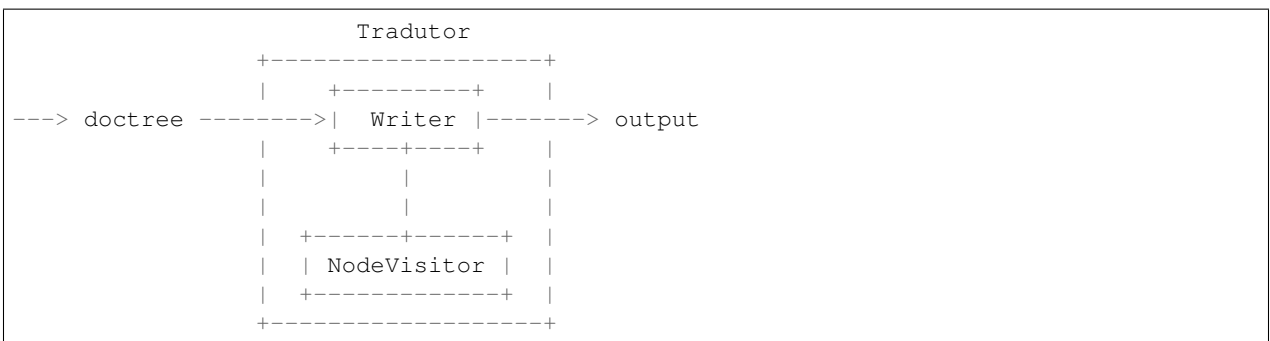 Tradutor
                 +-------------------+
                 |    +---------+    |
---> doctree -------->|  Writer |-------> output
                 |    +----+----+    |
                 |         |         |
                 |         |         |
                 |  +------+------+  |
                 |  | NodeVisitor |  |
                 |  +-------------+  |
                 +-------------------+